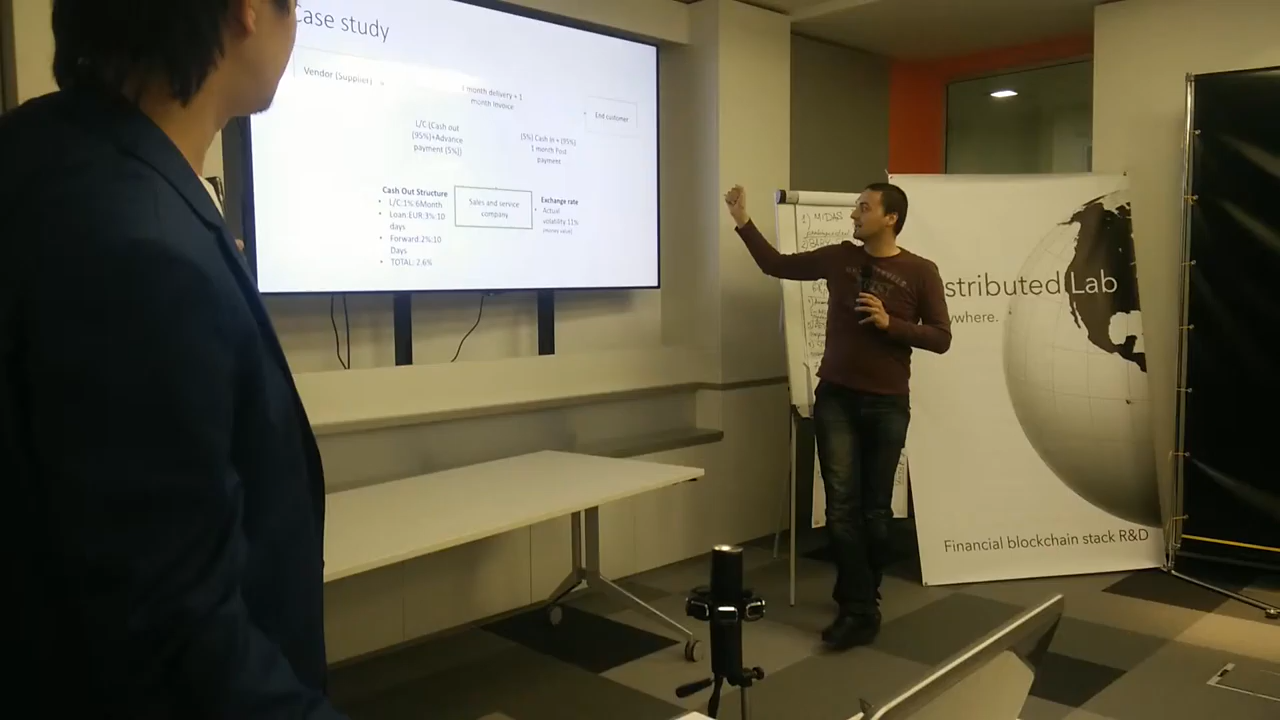 Case study
Vendor (Supplier)
1 month delivery + 1
month Invoice
End customer
L/C (Cash out
(95%)+Advance
payment (5%))
(5%) Cash In + (95%)
1 month Post
payment
Cash Out Structure
• L/C:1%:6Month
• Loan:EUR:3%:10
days
• Forward:2%:10
Days
• TOTAL: 2.6%
Sales and service
company
Exchange rate
• Actual
volatility 11%
1) MIDAS
stributed Lab
ywhere.
Financial blockchain stack R&D